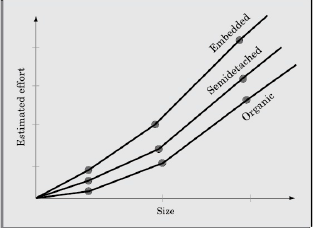 Embedded
Semidetached
Organic
Estimated effort
Size